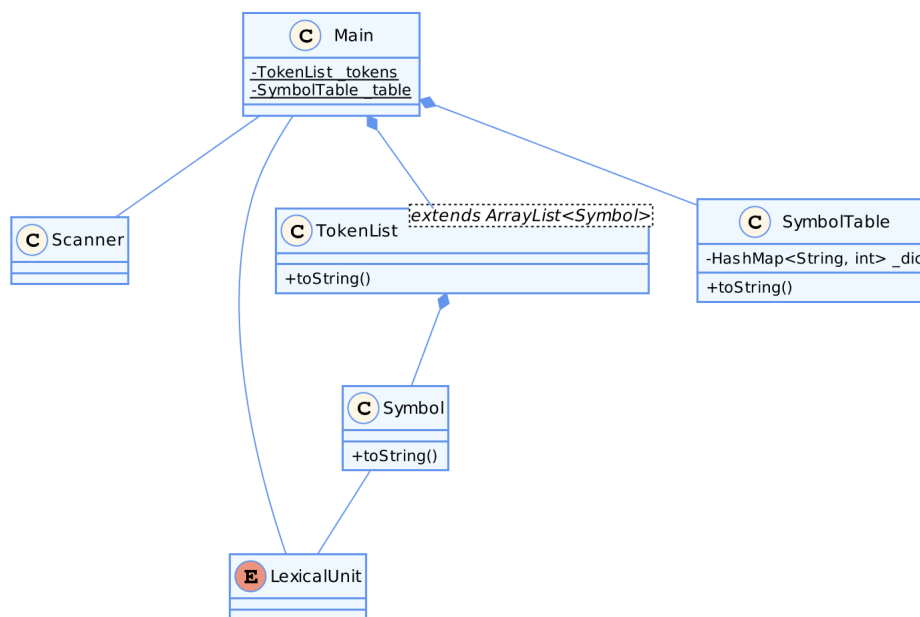 C Main
-TokenList _tokens
-SymbolTable _table
C Scanner
extends ArrayList<Symbol>
C TokenList
+toString()
C SymbolTable
-HashMap<String, int> _dic
+toString()
C Symbol
+toString()
E LexicalUnit